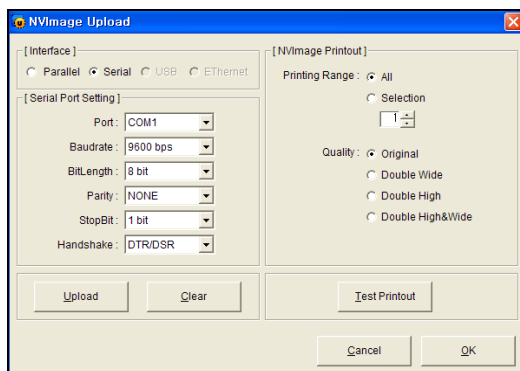 NVImage Upload
[ Interface ]
Parallel Serial USB EThernet
[ Serial Port Setting ]
Port : COM1
Baudrate : 9600 bps
BitLength : 8 bit
Parity : NONE
StopBit : 1 bit
Handshake : DTR/DSR
[ NVImage Printout ]
Printing Range : All
Selection
1
Quality : Original
Double Wide
Double High
Double High&Wide
Upload Clear
Test Printout
Cancel OK